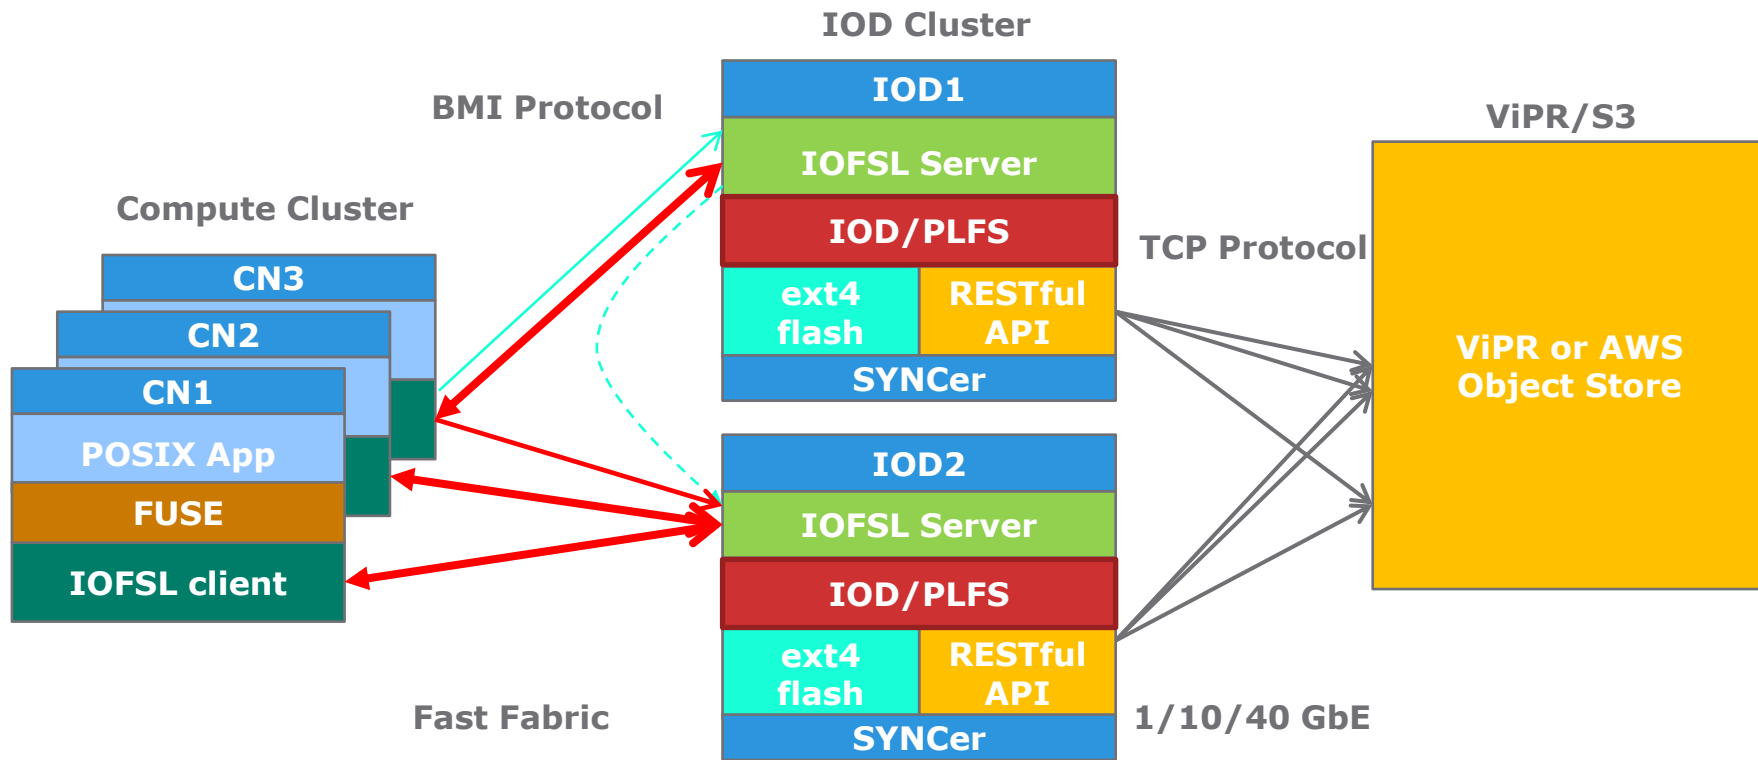 IOD Cluster
BMI Protocol
ViPR/S3
Compute Cluster
TCP Protocol
CN3
CN2
CN1
POSIX App
FUSE
IOFSL client
IOD1
IOFSL Server
IOD/PLFS
ext4
flash
RESTful
API
SYNCer
IOD2
IOFSL Server
IOD/PLFS
ext4
flash
RESTful
API
SYNCer
ViPR or AWS
Object Store
Fast Fabric
1/10/40 GbE